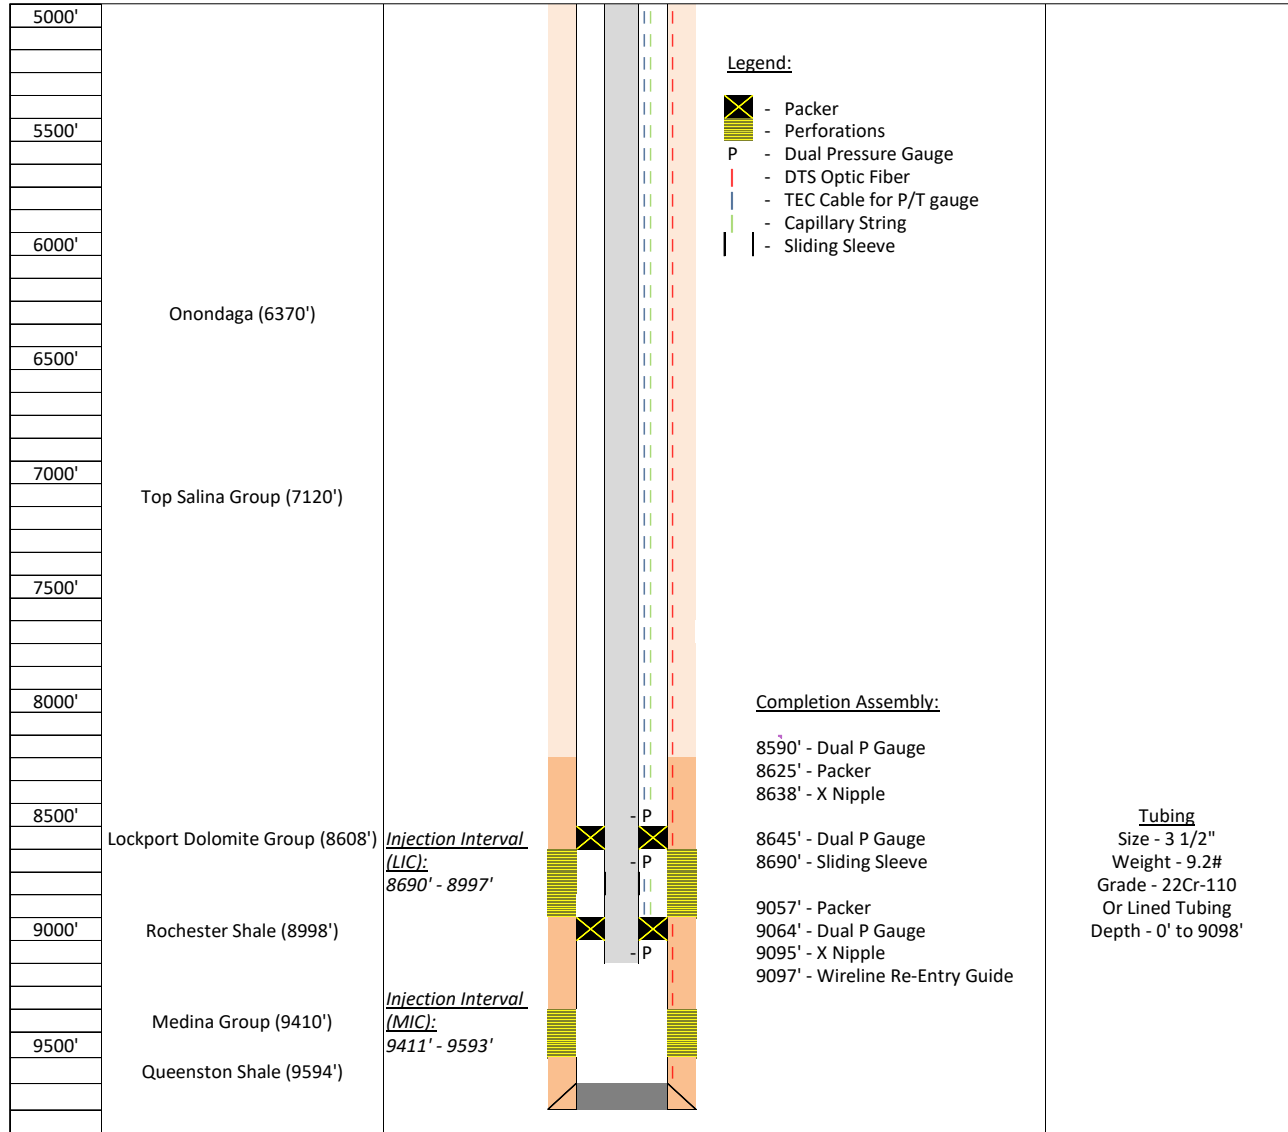 5000'
5500'
6000'
6500'
7000'
7500'
8000'
8500'
9000'
9500'
Onondaga (6370')
Top Salina Group (7120')
Lockport Dolomite Group (8608')
Rochester Shale (8998')
Medina Group (9410')
Queenston Shale (9594')
Injection Interval
(LIC):
8690' - 8997'
Injection Interval
(MIC):
9411' - 9593'
- P
- P
- P
Legend:
- Packer
- Perforations
P - Dual Pressure Gauge
- DTS Optic Fiber
- TEC Cable for P/T gauge
- Capillary String
- Sliding Sleeve
Completion Assembly:
8590' - Dual P Gauge
8625' - Packer
8638' - X Nipple
8645' - Dual P Gauge
8690' - Sliding Sleeve
9057' - Packer
9064' - Dual P Gauge
9095' - X Nipple
9097' - Wireline Re-Entry Guide
Tubing
Size - 3 1/2"
Weight - 9.2#
Grade - 22Cr-110
Or Lined Tubing
Depth - 0' to 9098'